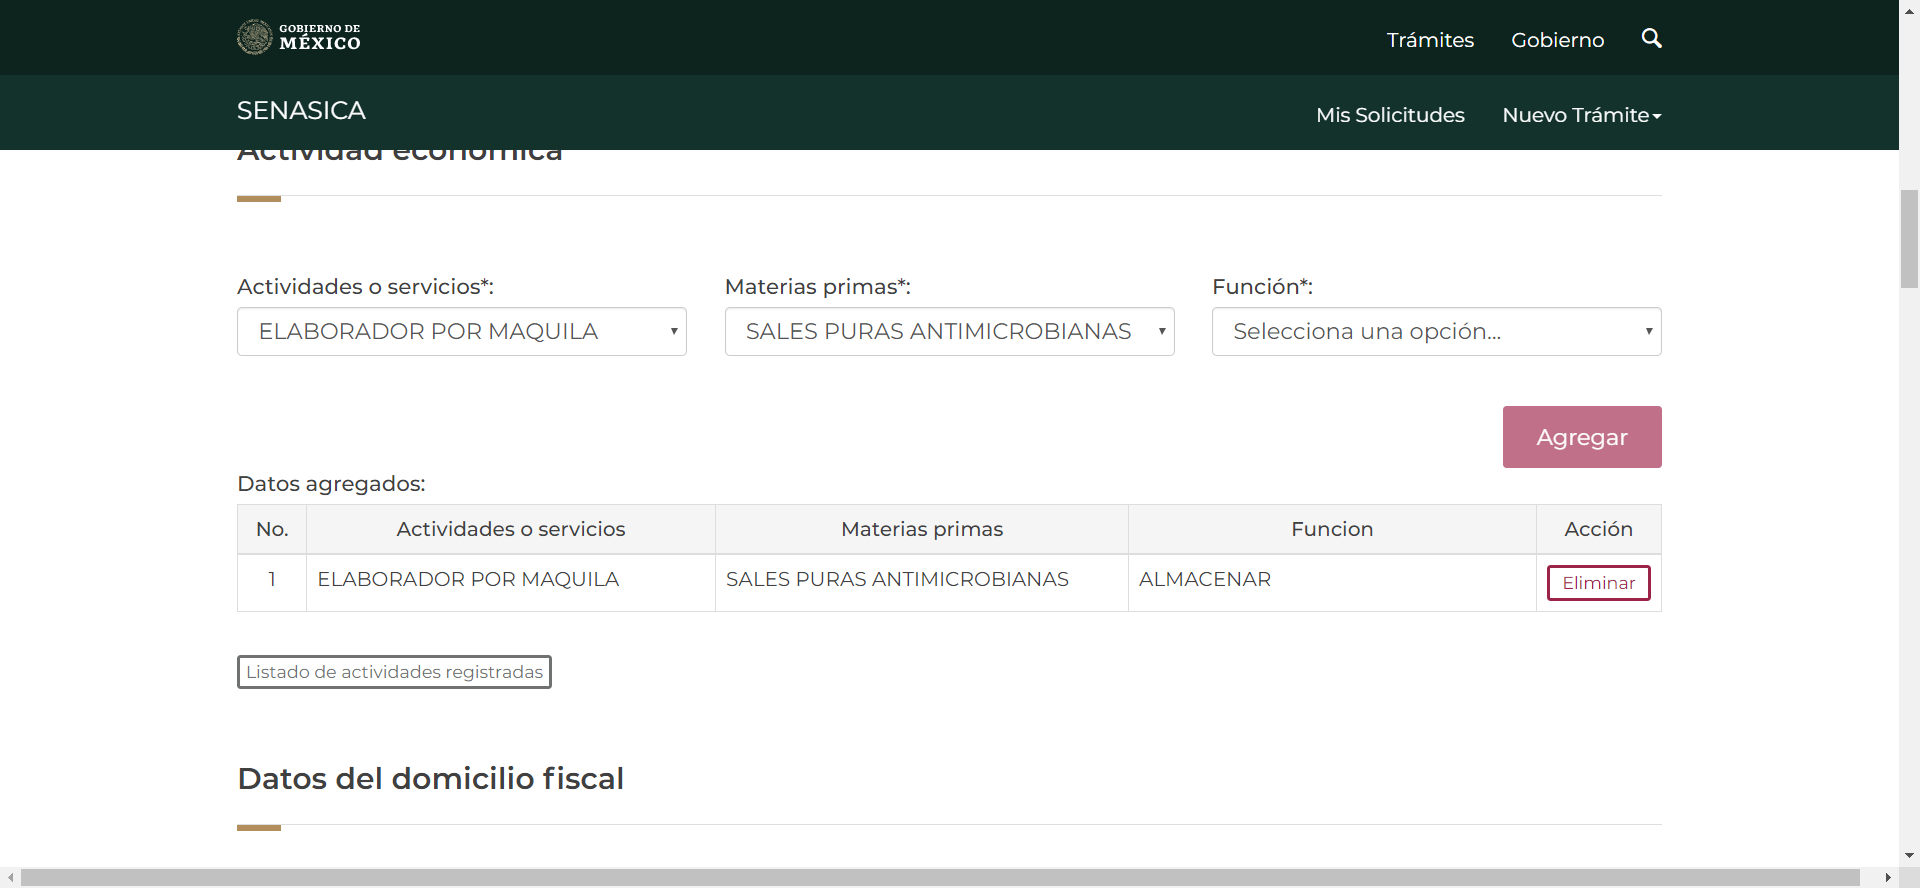 GOBIERNO DE
MÉXICO
Trámites Gobierno
SENASICA
Mis Solicitudes Nuevo Trámite
Actividad económica
Actividades o servicios*: Materias primas*: Función*:
ELABORADOR POR MAQUILA SALES PURAS ANTIMICROBIANAS Selecciona una opción...
Agregar
Datos agregados:
No. Actividades o servicios Materias primas Funcion Acción
1 ELABORADOR POR MAQUILA SALES PURAS ANTIMICROBIANAS ALMACENAR Eliminar
Listado de actividades registradas
Datos del domicilio fiscal